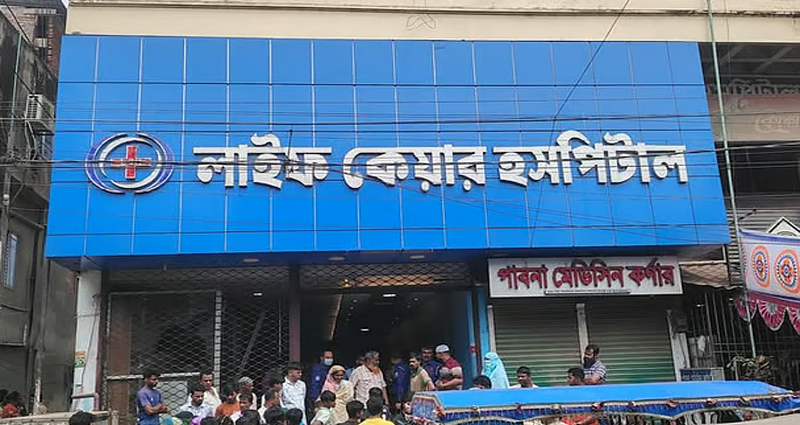 লাইফ কেয়ার হসপিটাল
পাবনা মেডিসিন কর্ণার